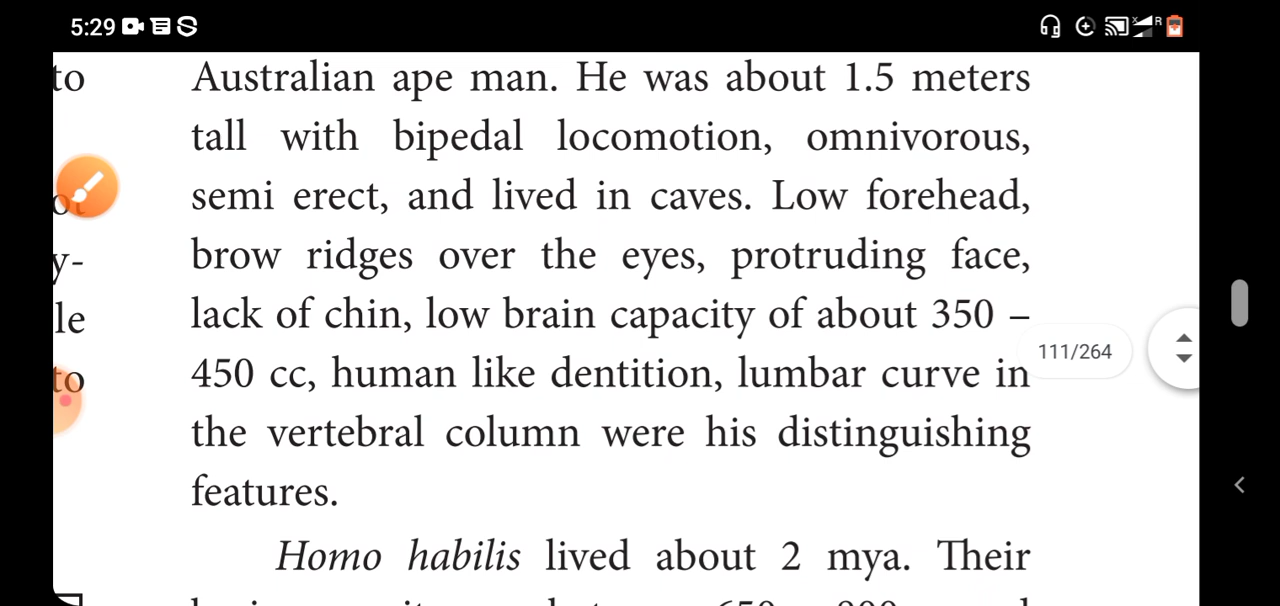 5:29
to
ot
y-
le
to
Australian ape man. He was about 1.5 meters
tall with bipedal locomotion, omnivorous,
semi erect, and lived in caves. Low forehead,
brow ridges over the eyes, protruding face,
lack of chin, low brain capacity of about 350 –
450 cc, human like dentition, lumbar curve in
the vertebral column were his distinguishing
features.
Homo habilis lived about 2 mya. Their
111/264
R